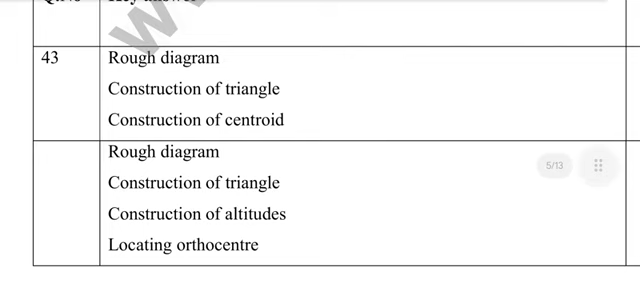 43
Rough diagram
Construction of triangle
Construction of centroid
Rough diagram
Construction of triangle
Construction of altitudes
Locating orthocentre
5/13